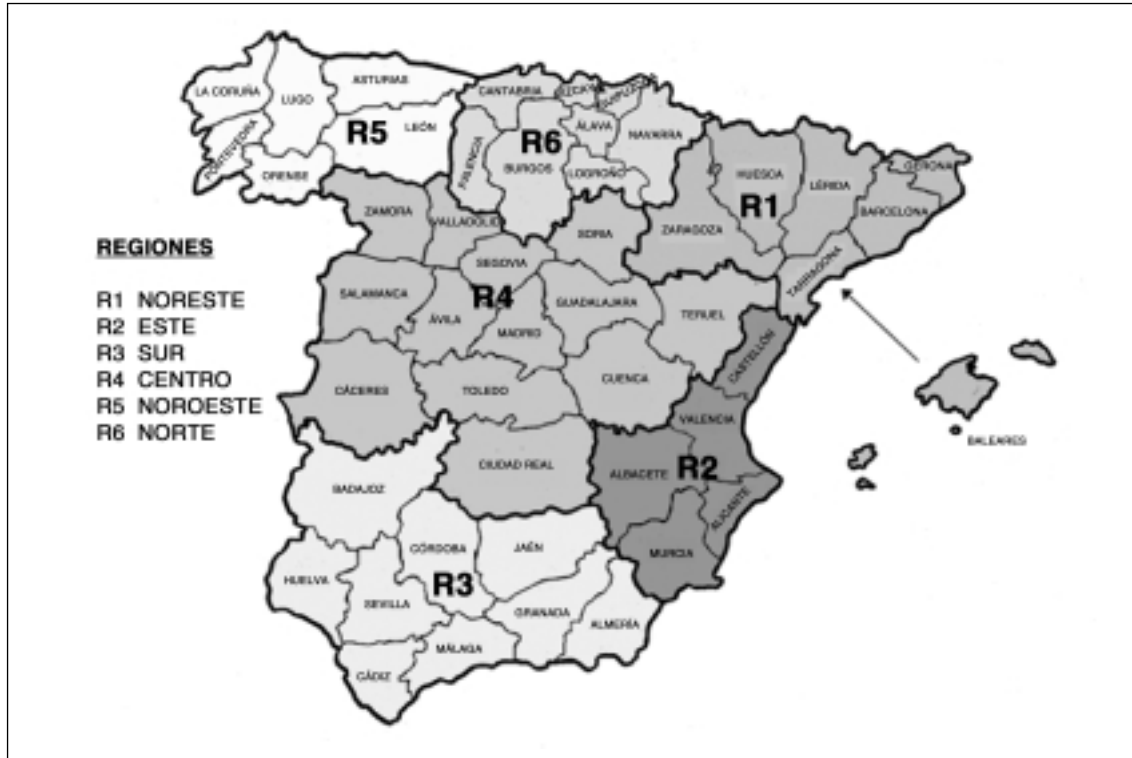 LA CORUÑA
LUGO
ASTURIAS
LEÓN
PONTEVEDRA
ORENSE
R5
CANTABRIA
ÁLAVA
NAVARRA
PALENCIA
BURGOS
LOGROÑO
R6
HUESCA
LÉRIDA
GERONA
BARCELONA
ZARAGOZA
TARRAGONA
R1
ZAMORA
VALLADOLID
SORIA
SEGOVIA
SALAMANCA
ÁVILA
R4
MADRID
GUADALAJARA
TERUEL
CÁCERES
TOLEDO
CUENCA
CIUDAD REAL
CASTELLÓN
VALENCIA
ALBACETE
R2
ALICANTE
MURCIA
BALEARES
BADAJOZ
CÓRDOBA
JAÉN
HUELVA
SEVILLA
R3
GRANADA
ALMERÍA
MÁLAGA
CÁDIZ
REGIONES
R1 NORESTE
R2 ESTE
R3 SUR
R4 CENTRO
R5 NOROESTE
R6 NORTE